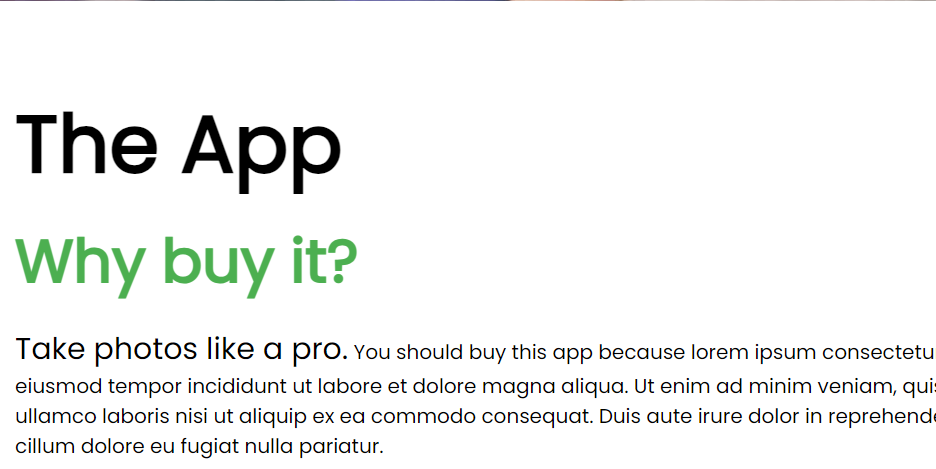 The App
Why buy it?
Take photos like a pro. You should buy this app because lorem ipsum consectetu
eiusmod tempor incididunt ut labore et dolore magna aliqua. Ut enim ad minim veniam, quis
ullamco laboris nisi ut aliquip ex ea commodo consequat. Duis aute irure dolor in reprehende
cillum dolore eu fugiat nulla pariatur.